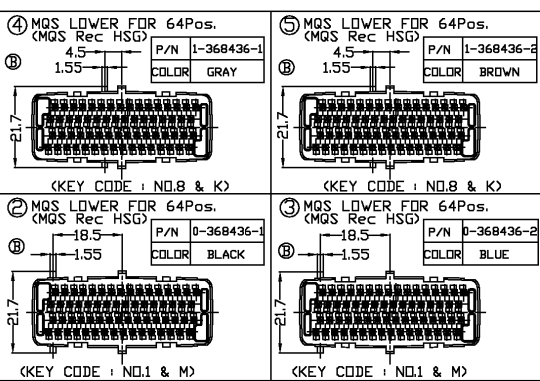 ④ MQS LOWER FOR 64Pos.
(MQS Rec HSG)
P/N 1-368436-1
COLOR GRAY
Ⓑ
4.5
1.55
21.7
(KEY CODE : NO.8 & K)
⑤ MQS LOWER FOR 64Pos.
(MQS Rec HSG)
P/N 1-368436-2
COLOR BROWN
Ⓑ
4.5
1.55
21.7
(KEY CODE : NO.8 & K)
② MQS LOWER FOR 64Pos.
(MQS Rec HSG)
P/N 0-368436-1
COLOR BLACK
Ⓑ
18.5
1.55
21.7
(KEY CODE : NO.1 & M)
③ MQS LOWER FOR 64Pos.
(MQS Rec HSG)
P/N 0-368436-2
COLOR BLUE
Ⓑ
18.5
1.55
21.7
(KEY CODE : NO.1 & M)